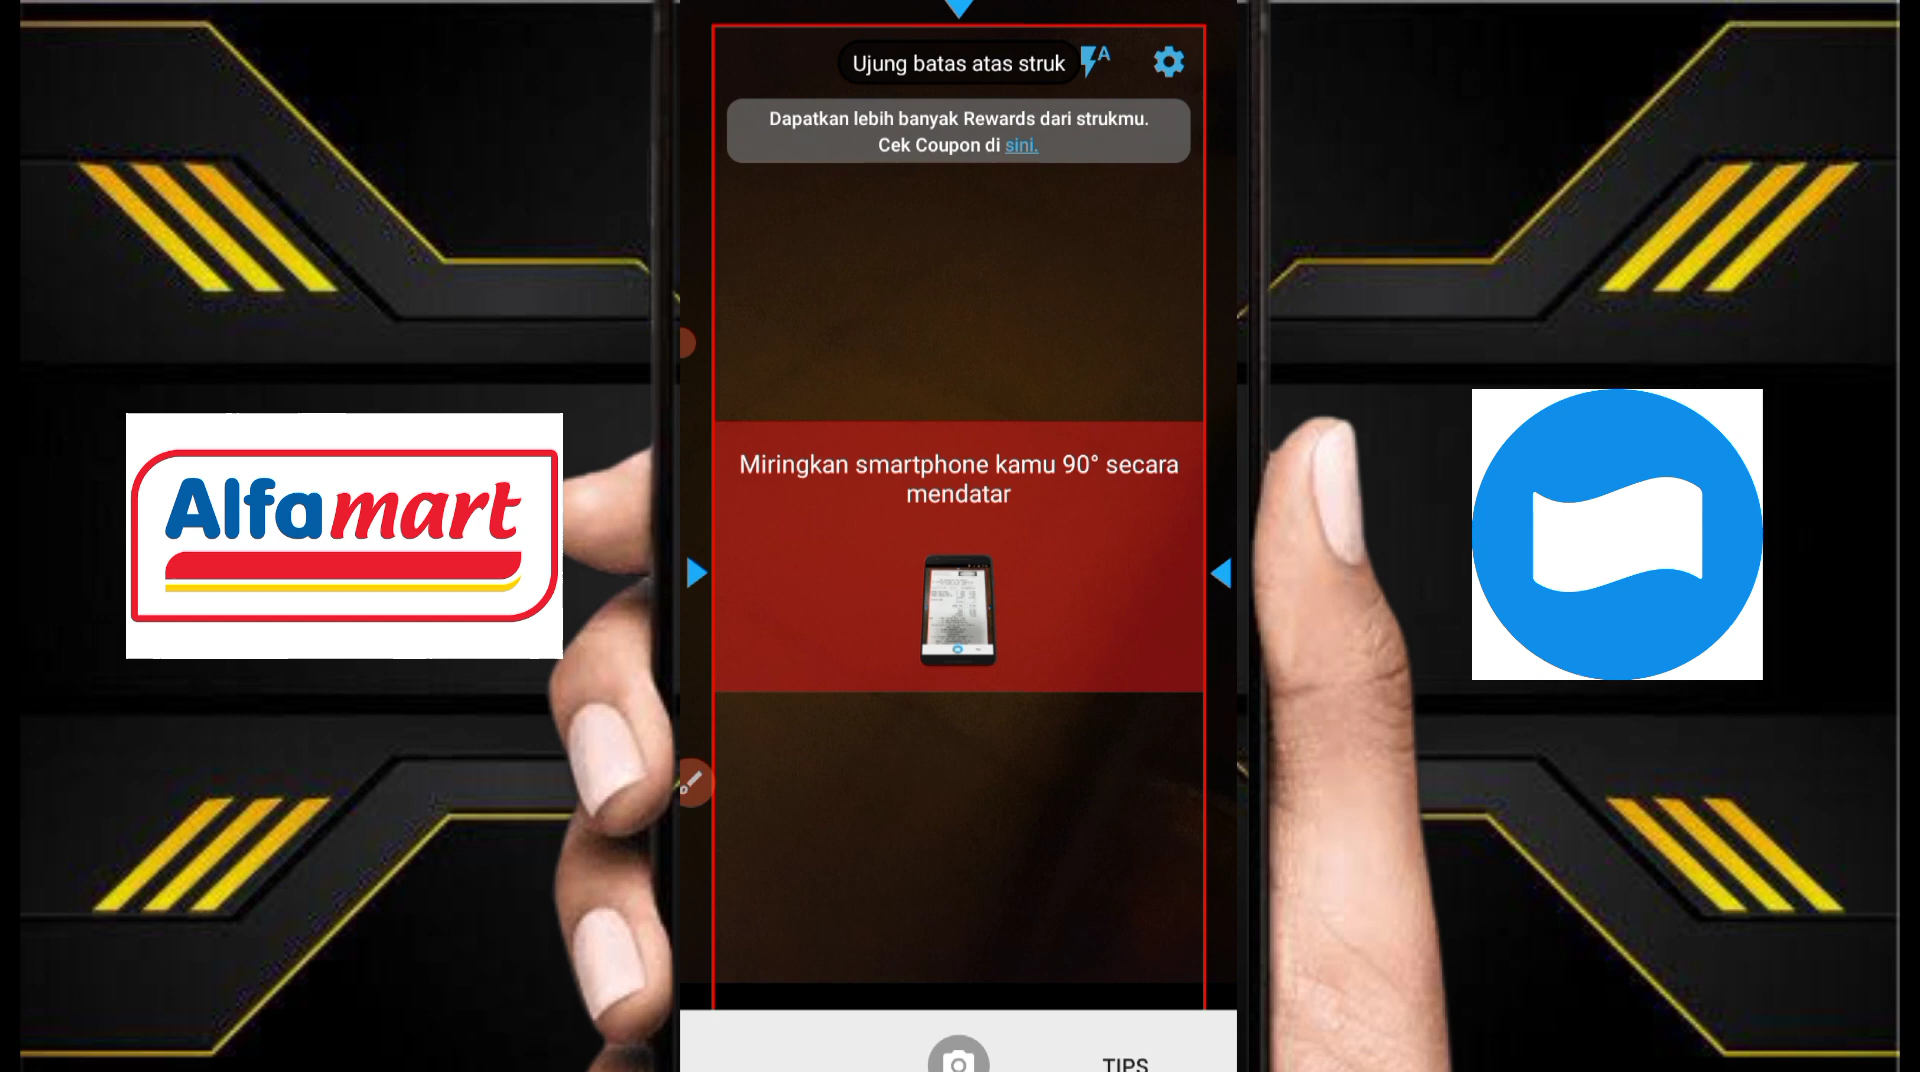 Ujung batas atas struk
A
Dapatkan lebih banyak Rewards dari strukmu.
Cek Coupon di sini.
Miringkan smartphone kamu 90° secara
mendatar
Alfamart
TIPS